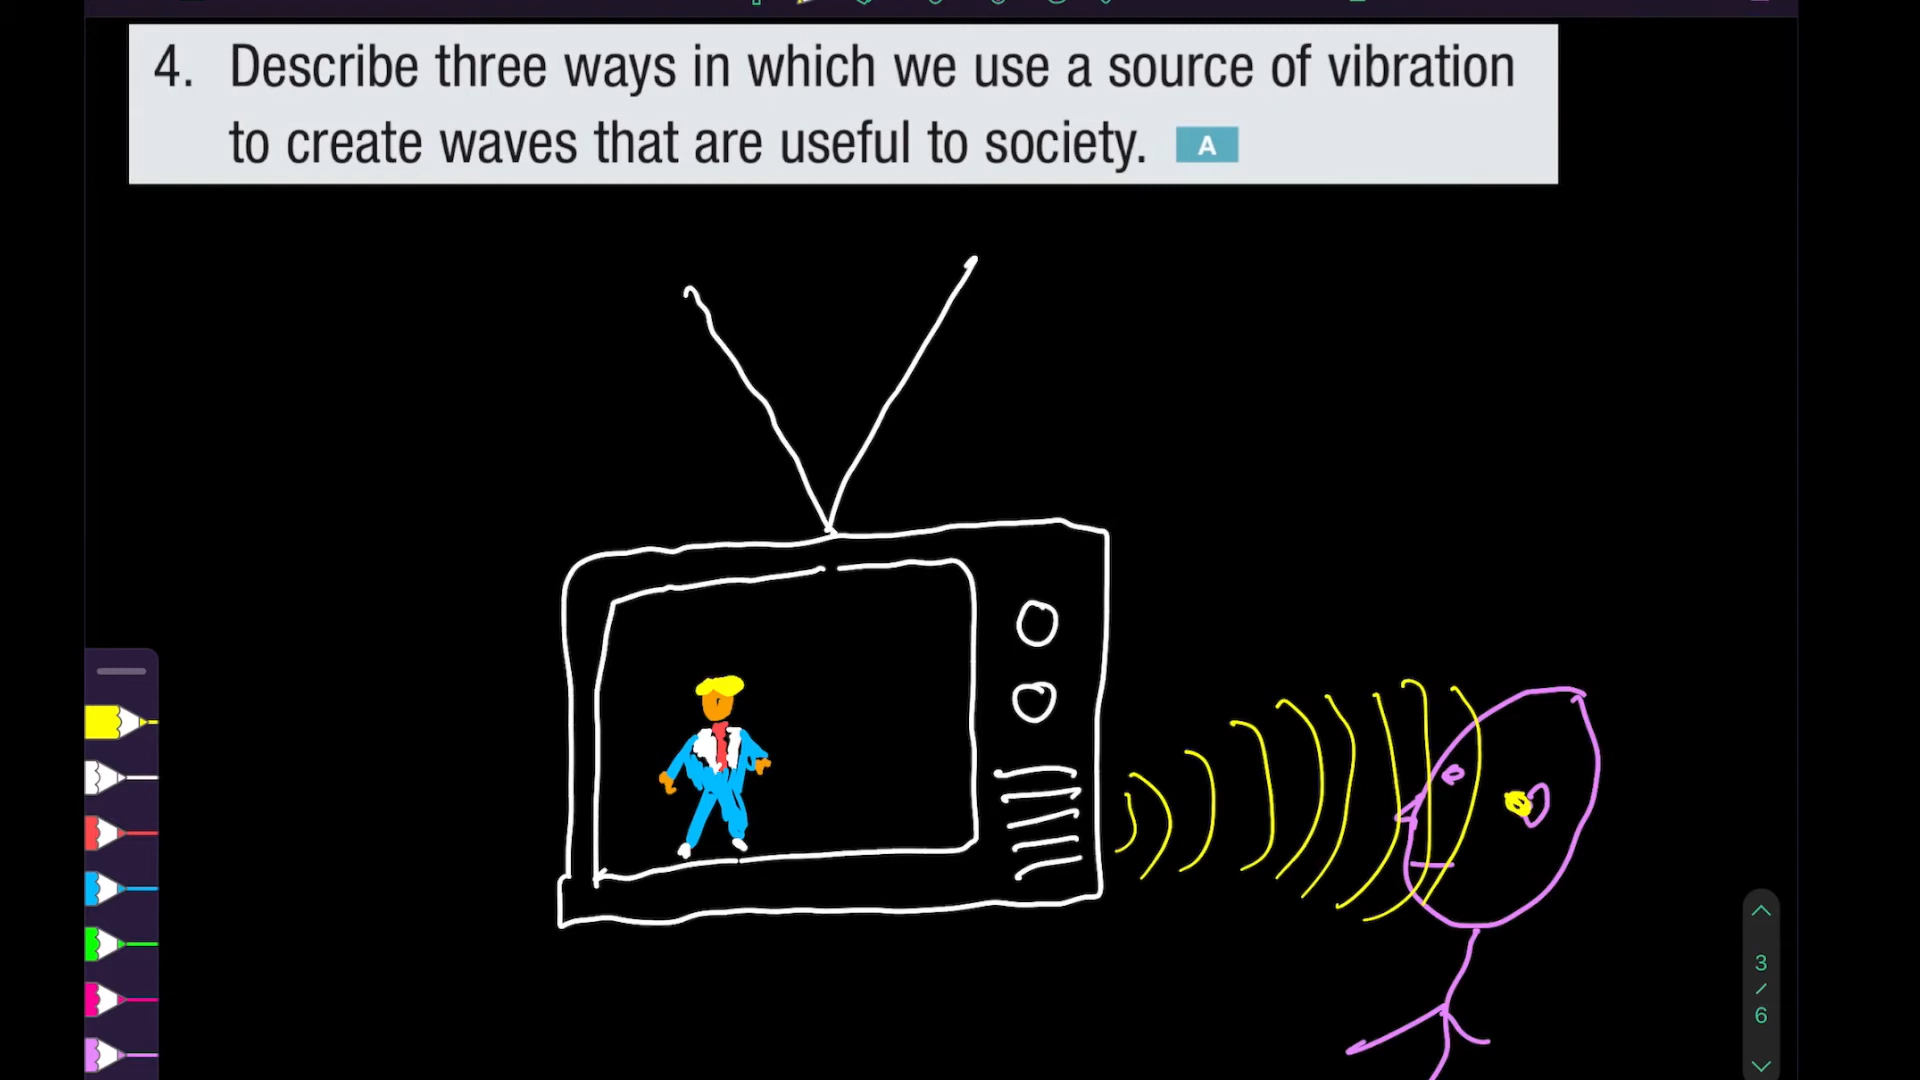 4. Describe three ways in which we use a source of vibration
to create waves that are useful to society. A
3
/
6